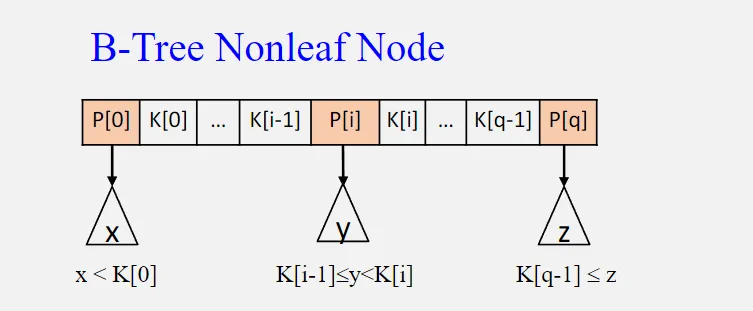 B-Tree Nonleaf Node
P[0] K[0] ... K[i-1] P[i] K[i] ... K[q-1] P[q]
x y z
x < K[0] K[i-1]≤y<K[i] K[q-1] ≤ z